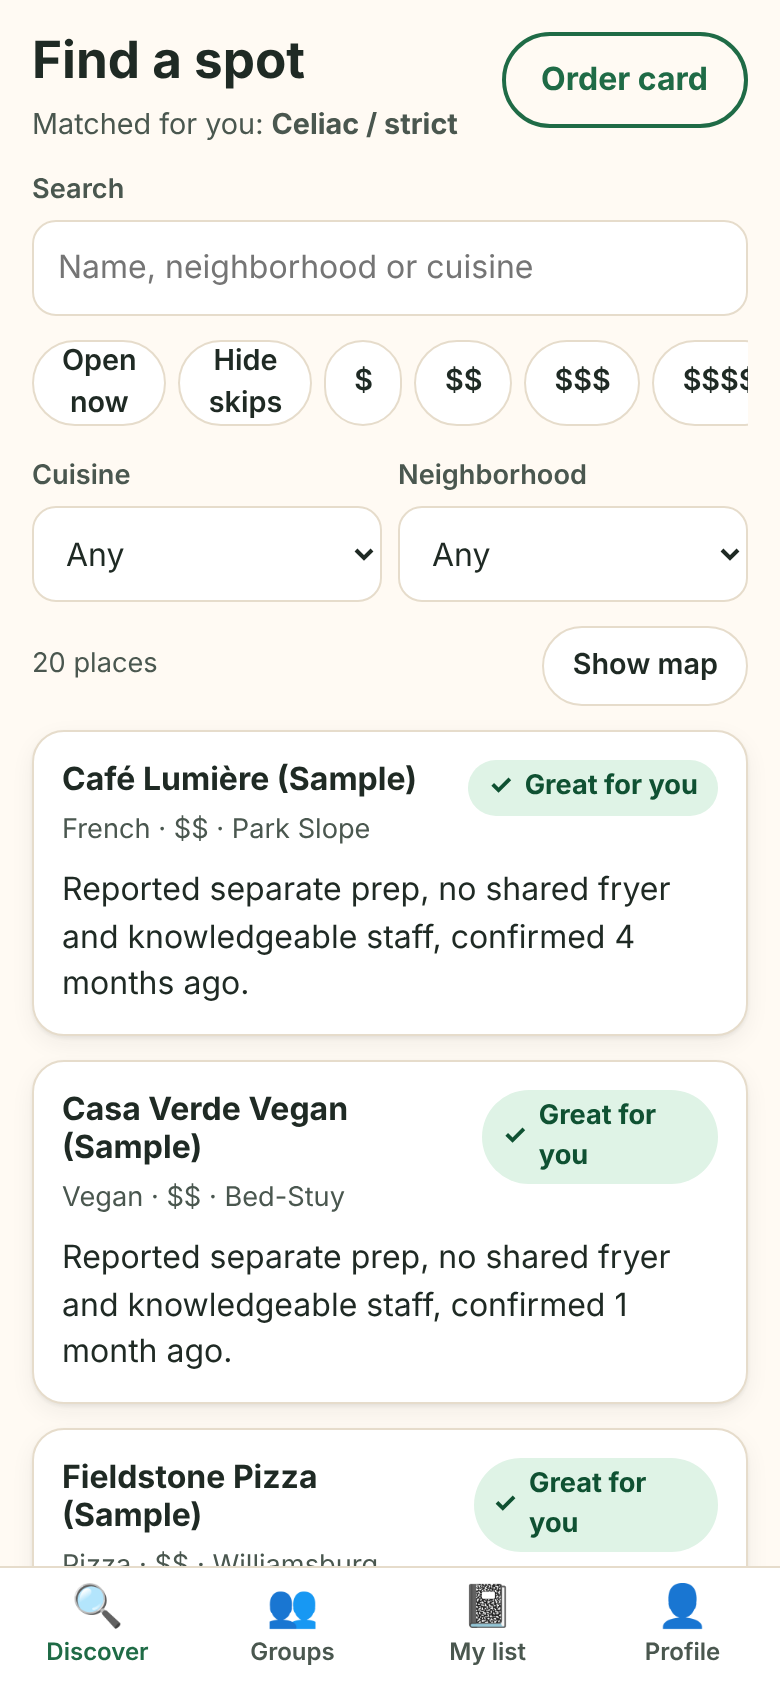 Find a spot
Order card
Matched for you: Celiac / strict
Search
Name, neighborhood or cuisine
Open now
Hide skips
$
$$
$$$
$$$$
Cuisine
Neighborhood
Any
Any
20 places
Show map
Café Lumière (Sample)
✓ Great for you
French · $$ · Park Slope
Reported separate prep, no shared fryer
and knowledgeable staff, confirmed 4
months ago.
Casa Verde Vegan
(Sample)
✓ Great for
you
Vegan · $$ · Bed-Stuy
Reported separate prep, no shared fryer
and knowledgeable staff, confirmed 1
month ago.
Fieldstone Pizza
(Sample)
✓ Great for
you
Pizza · $$ · Williamsburg
Discover
Groups
My list
Profile